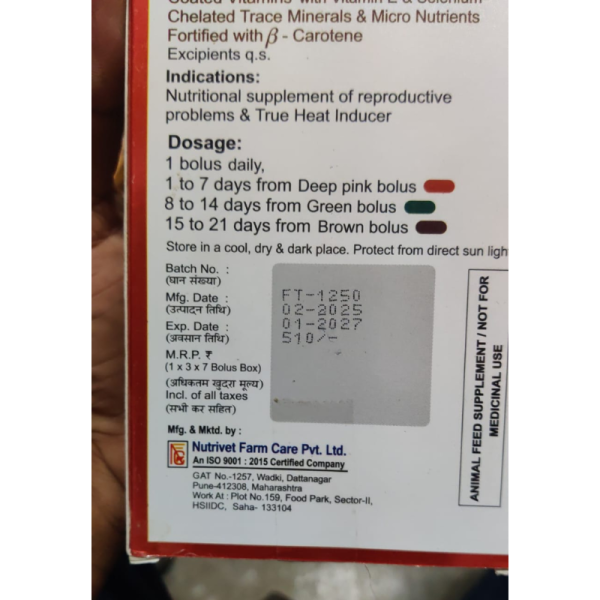 Coated Vitamins with Vitamin E & Selenium
Chelated Trace Minerals & Micro Nutrients
Fortified with β - Carotene
Excipients q.s.
Indications:
Nutritional supplement of reproductive
problems & True Heat Inducer
Dosage:
1 bolus daily,
1 to 7 days from Deep pink bolus
8 to 14 days from Green bolus
15 to 21 days from Brown bolus
Store in a cool, dry & dark place. Protect from direct sun ligh
Batch No. : FT-1250
(घान संख्या)
Mfg. Date : 02-2025
(उत्पादन तिथि)
Exp. Date : 01-2027
(अवसान तिथि)
M.R.P. ₹ 510/-
(1 x 3 x 7 Bolus Box)
(अधिकतम खुदरा मूल्य)
Incl. of all taxes
(सभी कर सहित)
ANIMAL FEED SUPPLEMENT / NOT FOR
MEDICINAL USE
Mfg. & Mktd. by :
Nutrivet Farm Care Pvt. Ltd.
An ISO 9001 : 2015 Certified Company
GAT No.-1257, Wadki, Dattanagar
Pune-412308, Maharashtra
Work At : Plot No.159, Food Park, Sector-II,
HSIIDC, Saha- 133104